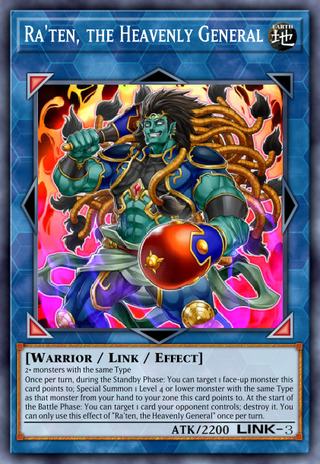 Ra'ten, the Heavenly General
EARTH
地
[Warrior / Link / Effect]
2+ monsters with the same Type
Once per turn, during the Standby Phase: You can target 1 face-up monster this
card points to; Special Summon 1 Level 4 or lower monster with the same Type
as that monster from your hand to your zone this card points to. At the start of
the Battle Phase: You can target 1 card your opponent controls; destroy it. You
can only use this effect of "Ra'ten, the Heavenly General" once per turn.
ATK/2200 LINK-3